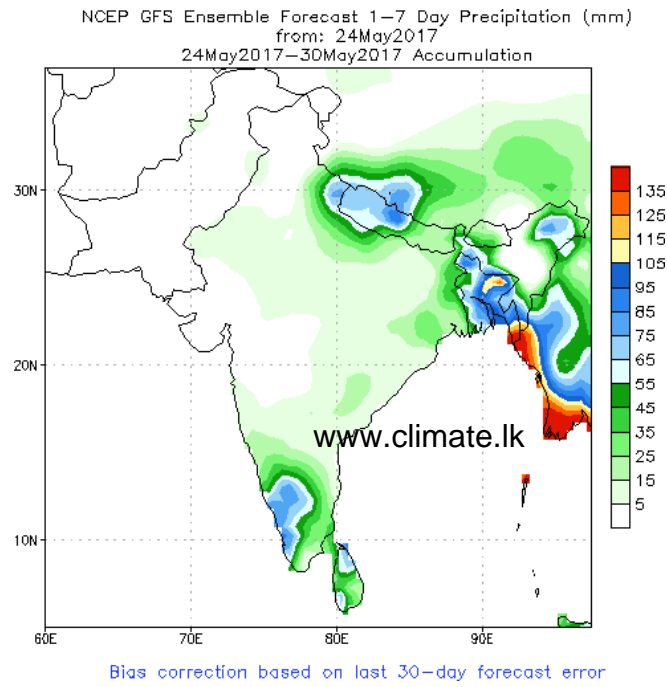 NCEP GFS Ensemble Forecast 1–7 Day Precipitation (mm)
from: 24May2017
24May2017–30May2017 Accumulation
30N
20N
10N
60E
70E
80E
90E
135
125
115
105
95
85
75
65
55
45
35
25
15
5
www.climate.lk
Bias correction based on last 30–day forecast error